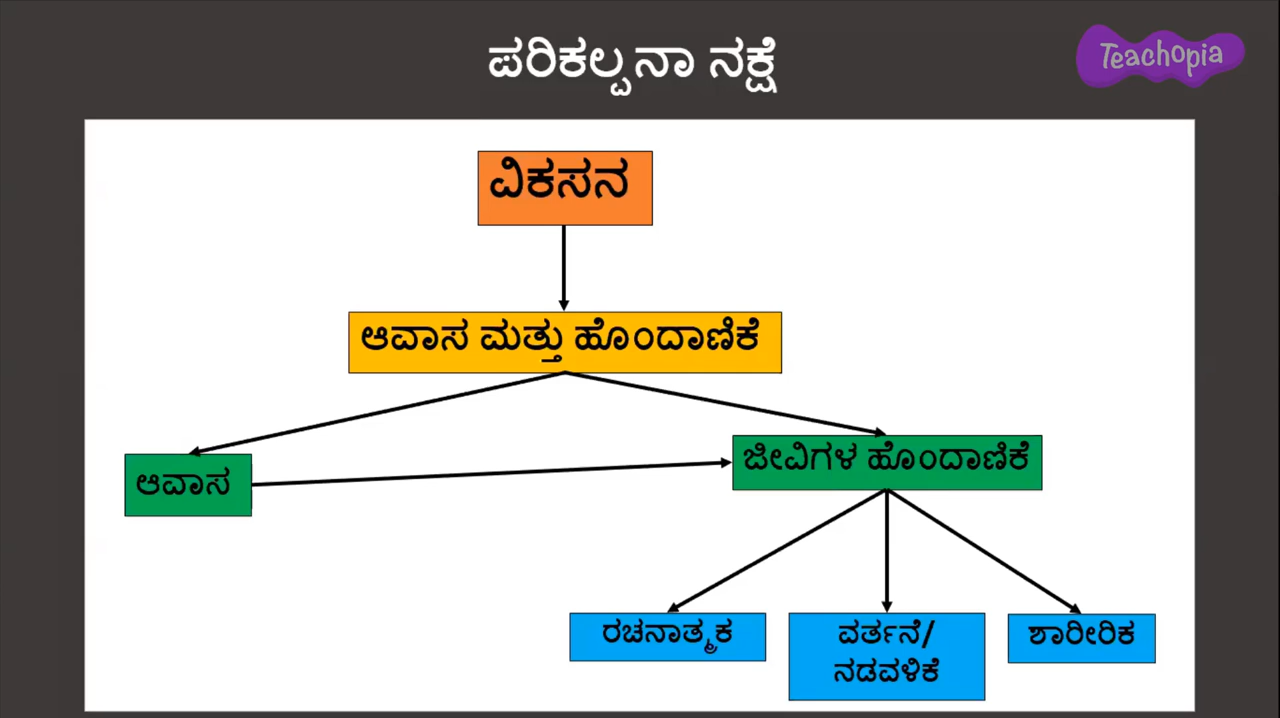 ಪರಿಕಲ್ಪನಾ ನಕ್ಷೆ
Teachopia
ವಿಕಸನ
ಆವಾಸ ಮತ್ತು ಹೊಂದಾಣಿಕೆ
ಆವಾಸ
ಜೀವಿಗಳ ಹೊಂದಾಣಿಕೆ
ರಚನಾತ್ಮಕ
ವರ್ತನೆ/
ನಡವಳಿಕೆ
ಶಾರೀರಿಕ